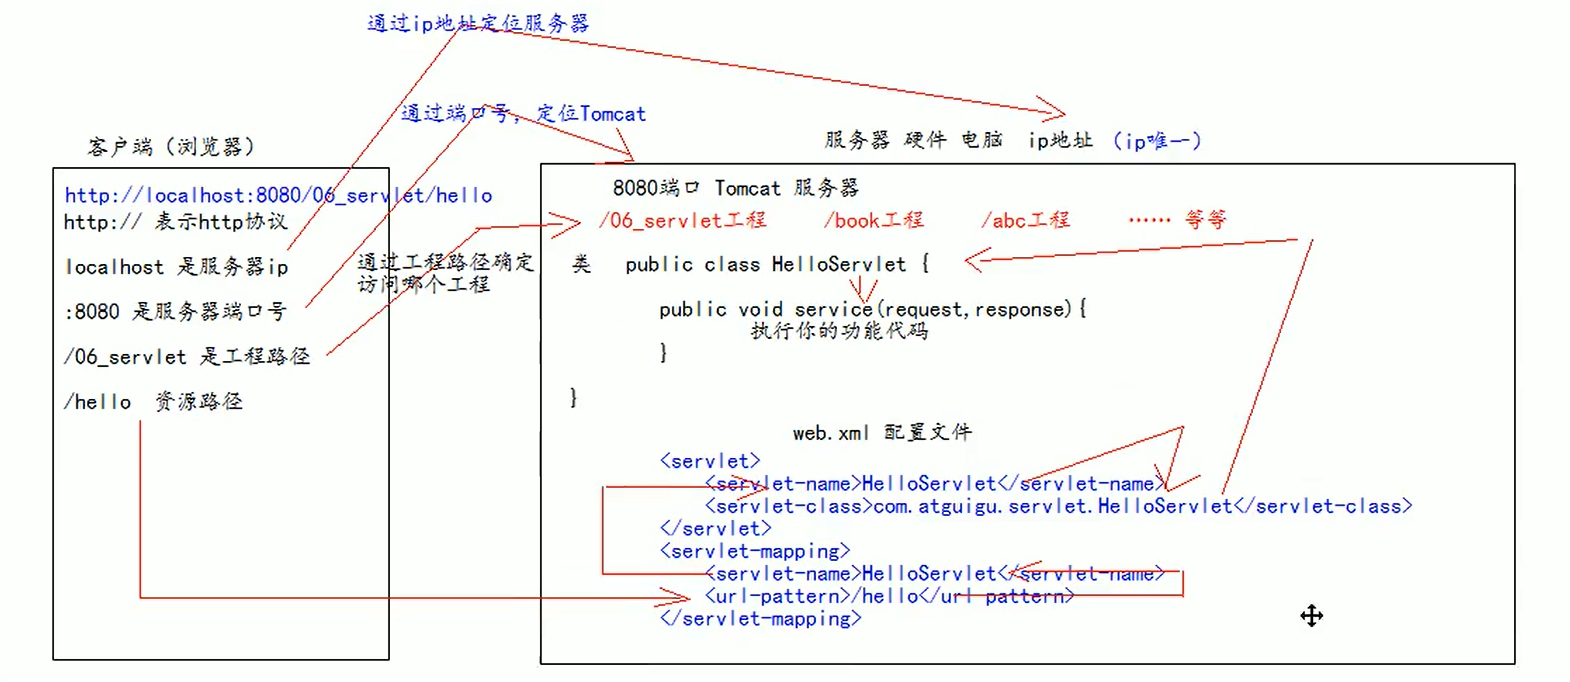 通过ip地址定位服务器
通过端口号，定位Tomcat
客户端（浏览器）
服务器 硬件 电脑 ip地址 （ip唯一）
http://localhost:8080/06_servlet/hello
http:// 表示http协议
localhost 是服务器ip
:8080 是服务器端口号
/06_servlet 是工程路径
/hello 资源路径
通过工程路径确定
访问哪个工程
8080端口 Tomcat 服务器
/06_servlet工程 /book工程 /abc工程 …… 等等
类 public class HelloServlet {
public void service(request,response){
执行你的功能代码
}
}
web.xml 配置文件
<servlet>
<servlet-name>HelloServlet</servlet-name>
<servlet-class>com.atguigu.servlet.HelloServlet</servlet-class>
</servlet>
<servlet-mapping>
<servlet-name>HelloServlet</servlet-name>
<url-pattern>/hello</url-pattern>
</servlet-mapping>